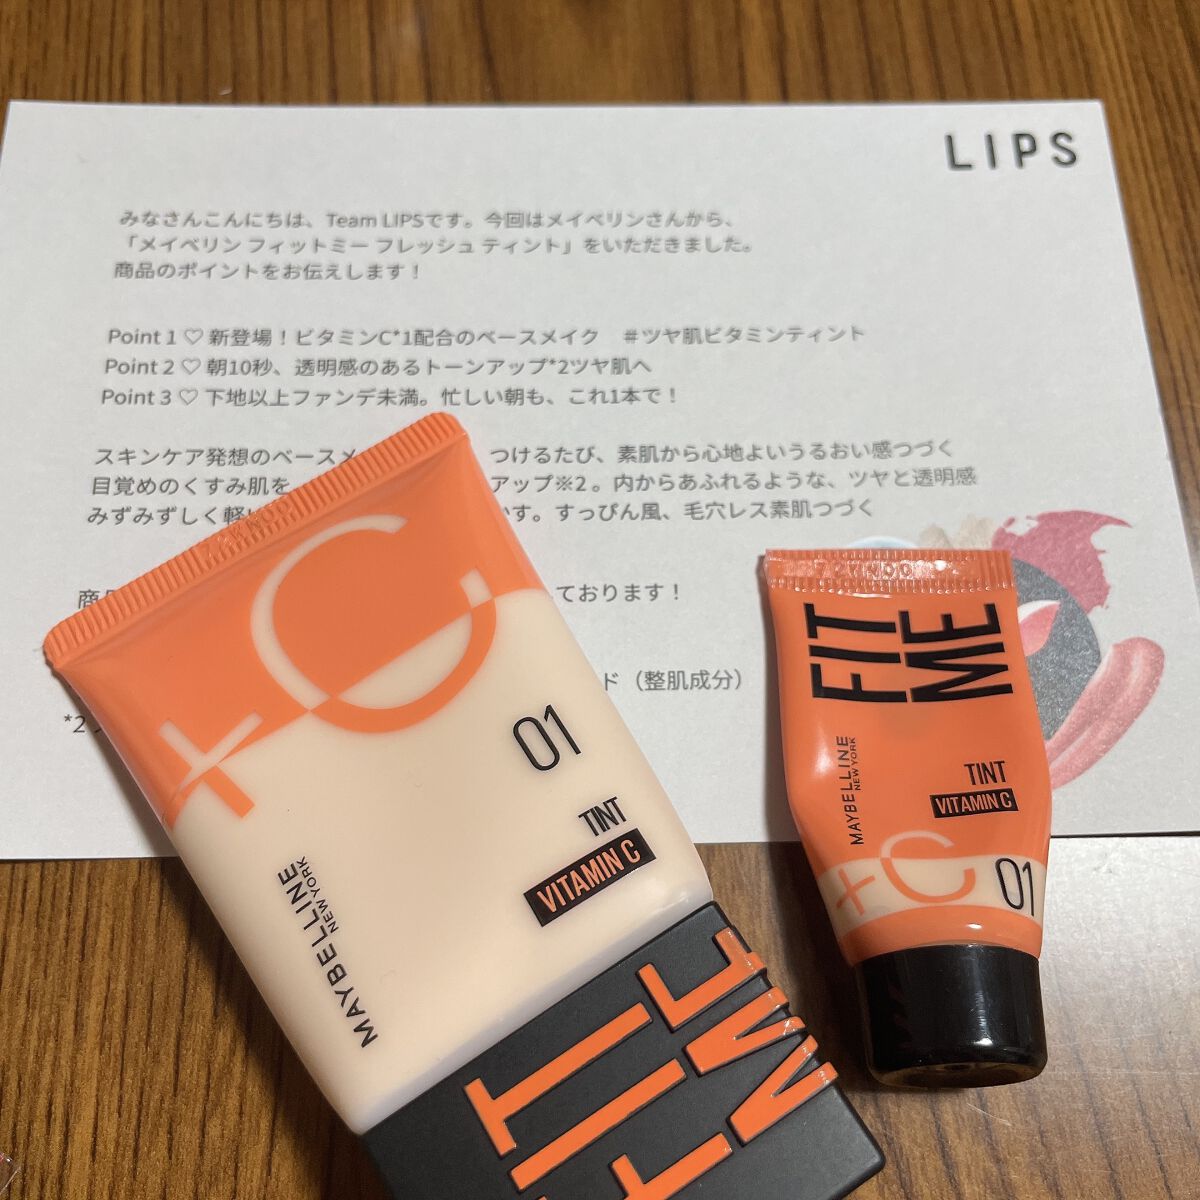 LIPS
みなさんこんにちは、Team LIPSです。今回はメイベリンさんから、
「メイベリン フィットミー フレッシュ ティント」をいただきました。
商品のポイントをお伝えします！
Point 1 ♡ 新登場！ビタミンC*1配合のベースメイク　＃ツヤ肌ビタミンティント
Point 2 ♡ 朝10秒、透明感のあるトーンアップ*2ツヤ肌へ
Point 3 ♡ 下地以上ファンデ未満。忙しい朝も、これ1本で！
スキンケア発想のベースメ つけるたび、素肌から心地よいうるおい感つづく
目覚めのくすみ肌を アップ※2 。内からあふれるような、ツヤと透明感
みずみずしく軽い す。すっぴん風、毛穴レス素肌つづく
商 ております！
ド（整肌成分）
*2
+C
01
TINT
VITAMIN C
MAYBELLINE
NEW YORK
FIT
ME
FIT
ME
MAYBELLINE
NEW YORK
TINT
VITAMIN C
+C
01